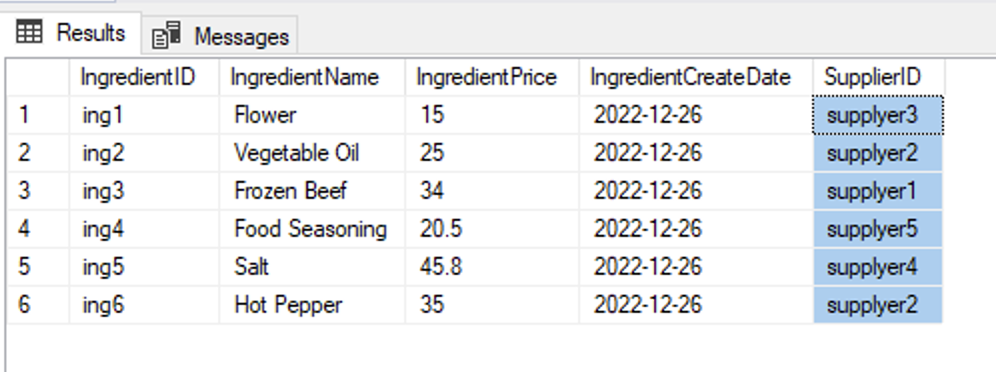 Results Messages
IngredientID IngredientName IngredientPrice IngredientCreateDate SupplierID
1 ing1 Flower 15 2022-12-26 supplyer3
2 ing2 Vegetable Oil 25 2022-12-26 supplyer2
3 ing3 Frozen Beef 34 2022-12-26 supplyer1
4 ing4 Food Seasoning 20.5 2022-12-26 supplyer5
5 ing5 Salt 45.8 2022-12-26 supplyer4
6 ing6 Hot Pepper 35 2022-12-26 supplyer2